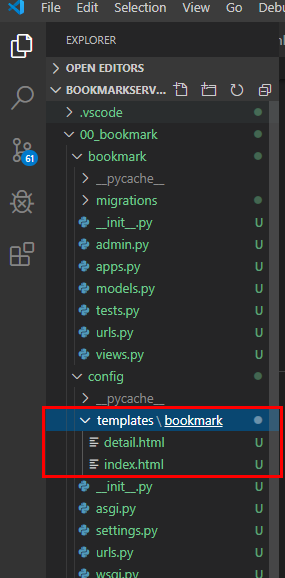 File Edit Selection View Go Debu
EXPLORER
OPEN EDITORS
BOOKMARKSERV...
.vscode
00_bookmark
bookmark
__pycache__
migrations
__init__.py U
admin.py U
apps.py U
models.py U
tests.py U
urls.py U
views.py U
config
__pycache__
templates \ bookmark
detail.html U
index.html U
__init__.py U
asgi.py U
settings.py U
urls.py U
wsgi.py U
61